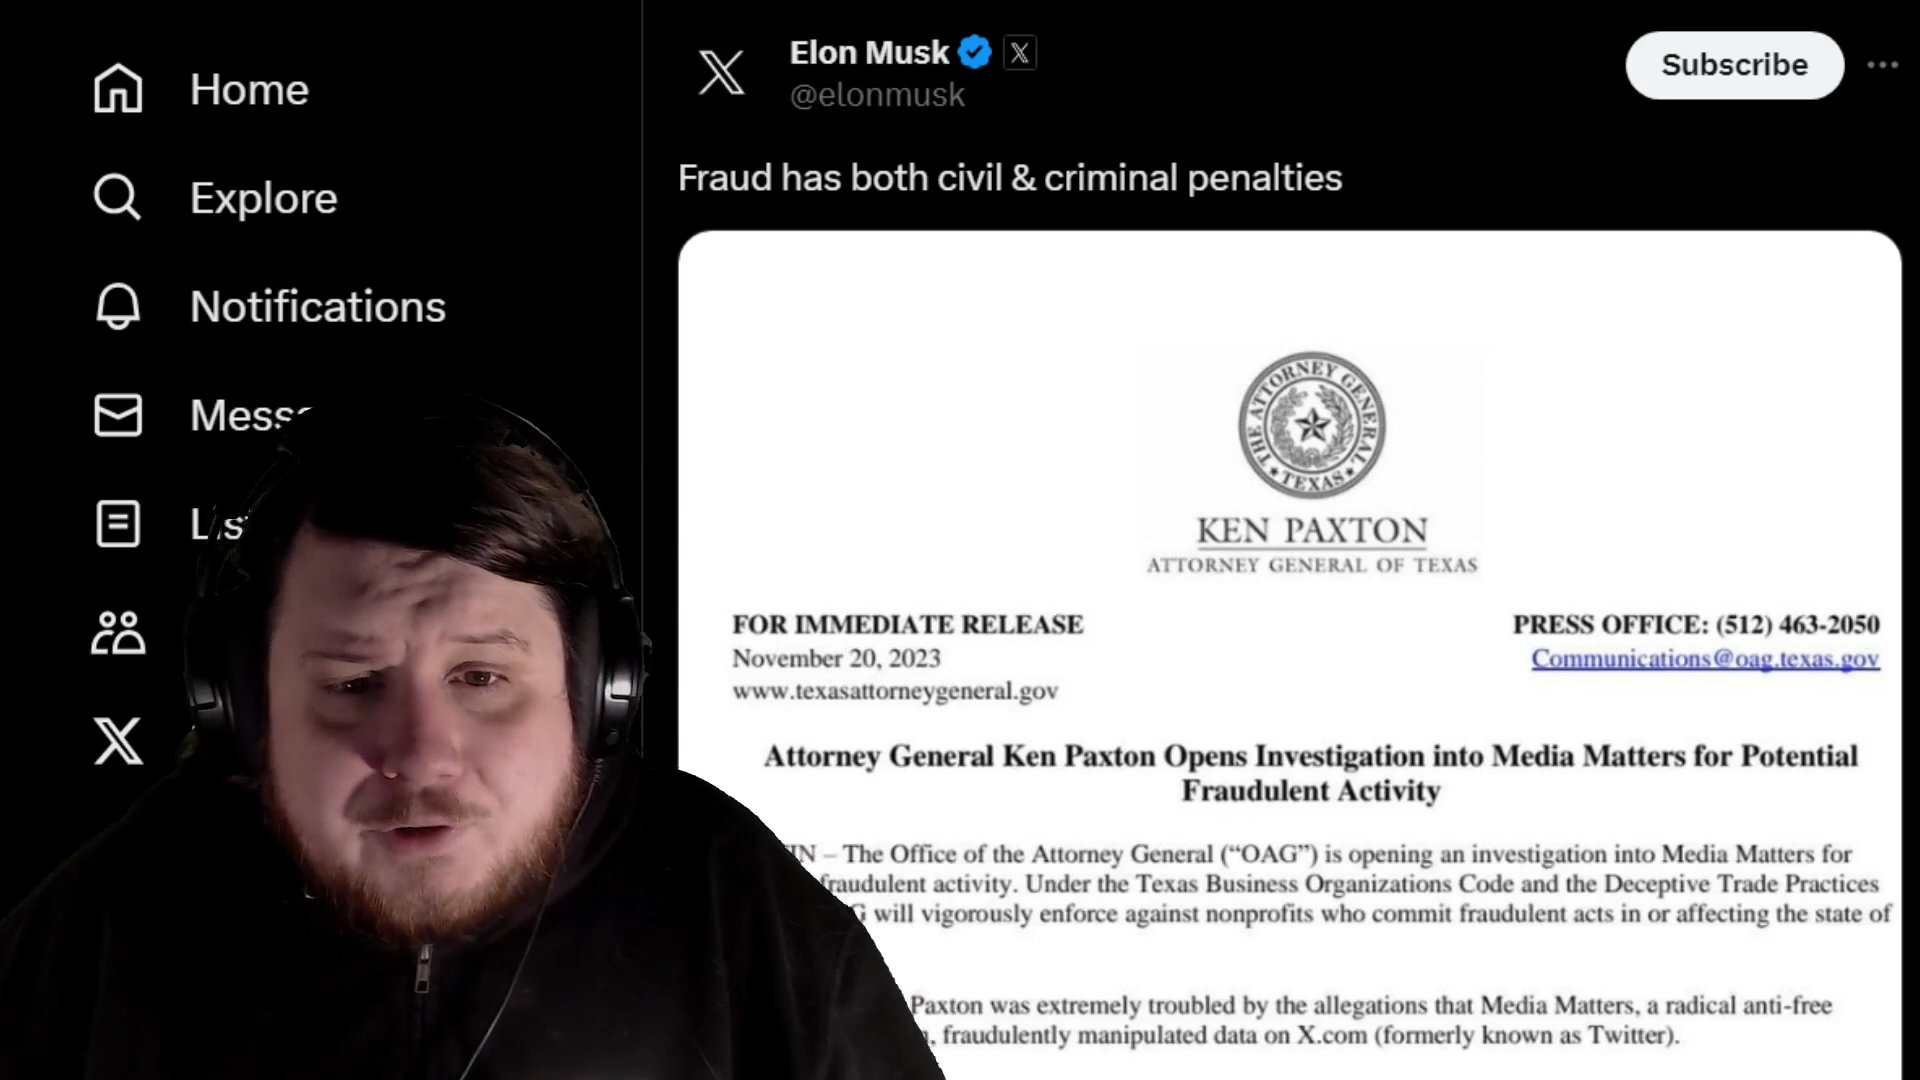 Home
Explore
Notifications
Mess
Lis
Elon Musk
@elonmusk
Subscribe
Fraud has both civil & criminal penalties
THE ATTORNEY GENERAL
TEXAS
KEN PAXTON
ATTORNEY GENERAL OF TEXAS
FOR IMMEDIATE RELEASE
November 20, 2023
www.texasattorneygeneral.gov
PRESS OFFICE: (512) 463-2050
Communications@oag.texas.gov
Attorney General Ken Paxton Opens Investigation into Media Matters for Potential
Fraudulent Activity
IN – The Office of the Attorney General (“OAG”) is opening an investigation into Media Matters for
fraudulent activity. Under the Texas Business Organizations Code and the Deceptive Trade Practices
G will vigorously enforce against nonprofits who commit fraudulent acts in or affecting the state of
Paxton was extremely troubled by the allegations that Media Matters, a radical anti-free
, fraudulently manipulated data on X.com (formerly known as Twitter).